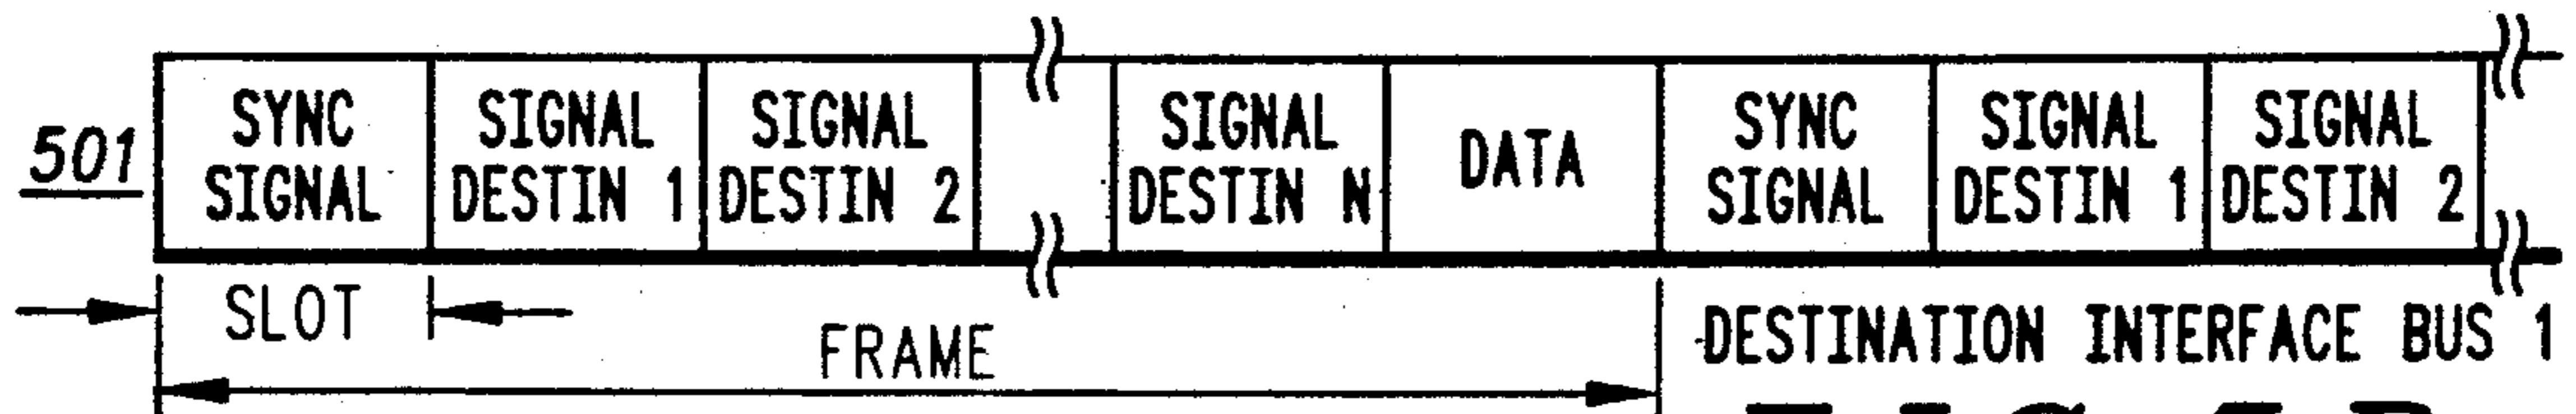 501
SYNC SIGNAL
SIGNAL DESTIN 1
SIGNAL DESTIN 2
SIGNAL DESTIN N
DATA
SYNC SIGNAL
SIGNAL DESTIN 1
SIGNAL DESTIN 2
SLOT
FRAME
DESTINATION INTERFACE BUS 1